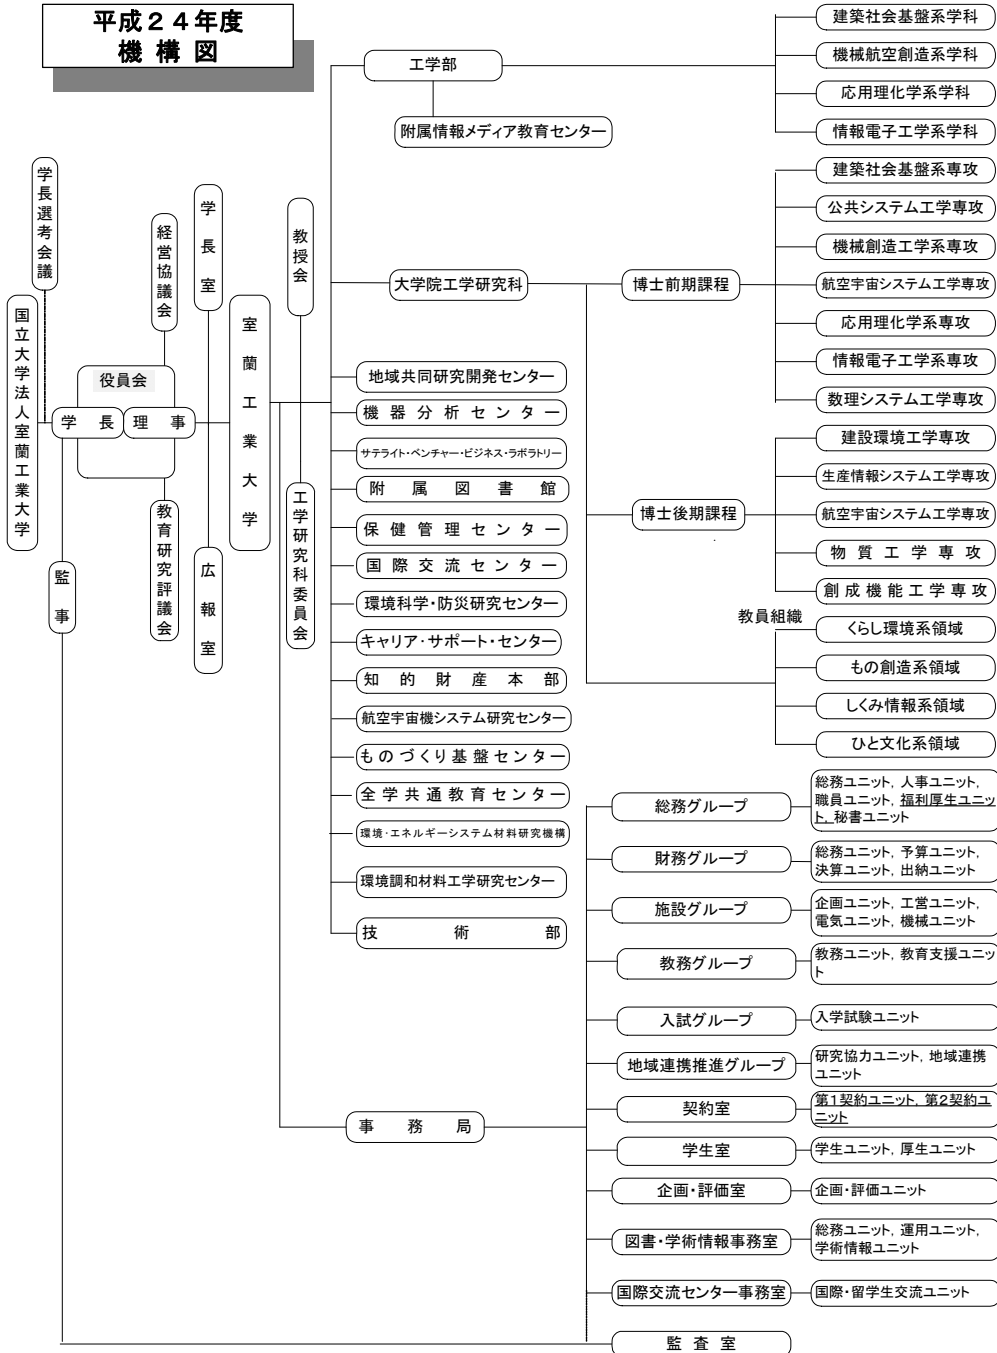 平成２４年度
機構図
国立大学法人室蘭工業大学
学長選考会議
学長
理事
役員会
監事
経営協議会
教育研究評議会
学長室
広報室
室蘭工業大学
教授会
工学研究科委員会
工学部
附属情報メディア教育センター
建築社会基盤系学科
機械航空創造系学科
応用理化学系学科
情報電子工学系学科
大学院工学研究科
博士前期課程
建築社会基盤系専攻
公共システム工学専攻
機械創造工学系専攻
航空宇宙システム工学専攻
応用理化学系専攻
情報電子工学系専攻
数理システム工学専攻
博士後期課程
建設環境工学専攻
生産情報システム工学専攻
航空宇宙システム工学専攻
物質工学専攻
創成機能工学専攻
教員組織
くらし環境系領域
もの創造系領域
しくみ情報系領域
ひと文化系領域
地域共同研究開発センター
機器分析センター
サテライト・ベンチャー・ビジネス・ラボラトリー
附属図書館
保健管理センター
国際交流センター
環境科学・防災研究センター
キャリア・サポート・センター
知的財産本部
航空宇宙機システム研究センター
ものづくり基盤センター
全学共通教育センター
環境・エネルギーシステム材料研究機構
環境調和材料工学研究センター
技術部
事務局
総務グループ
総務ユニット，人事ユニット，
職員ユニット，福利厚生ユニッ
ト，秘書ユニット
財務グループ
総務ユニット，予算ユニット，
決算ユニット，出納ユニット
施設グループ
企画ユニット，工営ユニット，
電気ユニット，機械ユニット
教務グループ
教務ユニット，教育支援ユニッ
ト
入試グループ
入学試験ユニット
地域連携推進グループ
研究協力ユニット，地域連携
ユニット
契約室
第1契約ユニット，第2契約ユ
ニット
学生室
学生ユニット，厚生ユニット
企画・評価室
企画・評価ユニット
図書・学術情報事務室
総務ユニット，運用ユニット，
学術情報ユニット
国際交流センター事務室
国際・留学生交流ユニット
監査室